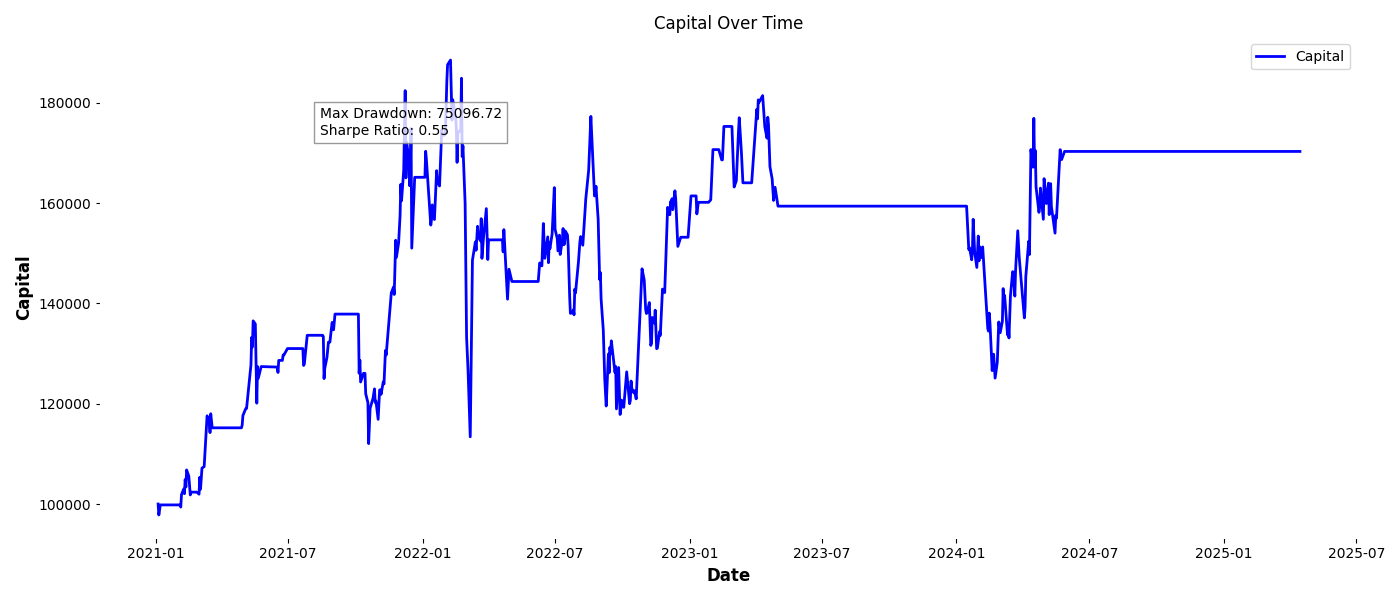 Capital Over Time
Capital
Max Drawdown: 75096.72
Sharpe Ratio: 0.55
180000
160000
140000
120000
100000
Capital
2021-01 2021-07 2022-01 2022-07 2023-01 2023-07 2024-01 2024-07 2025-01 2025-07
Date